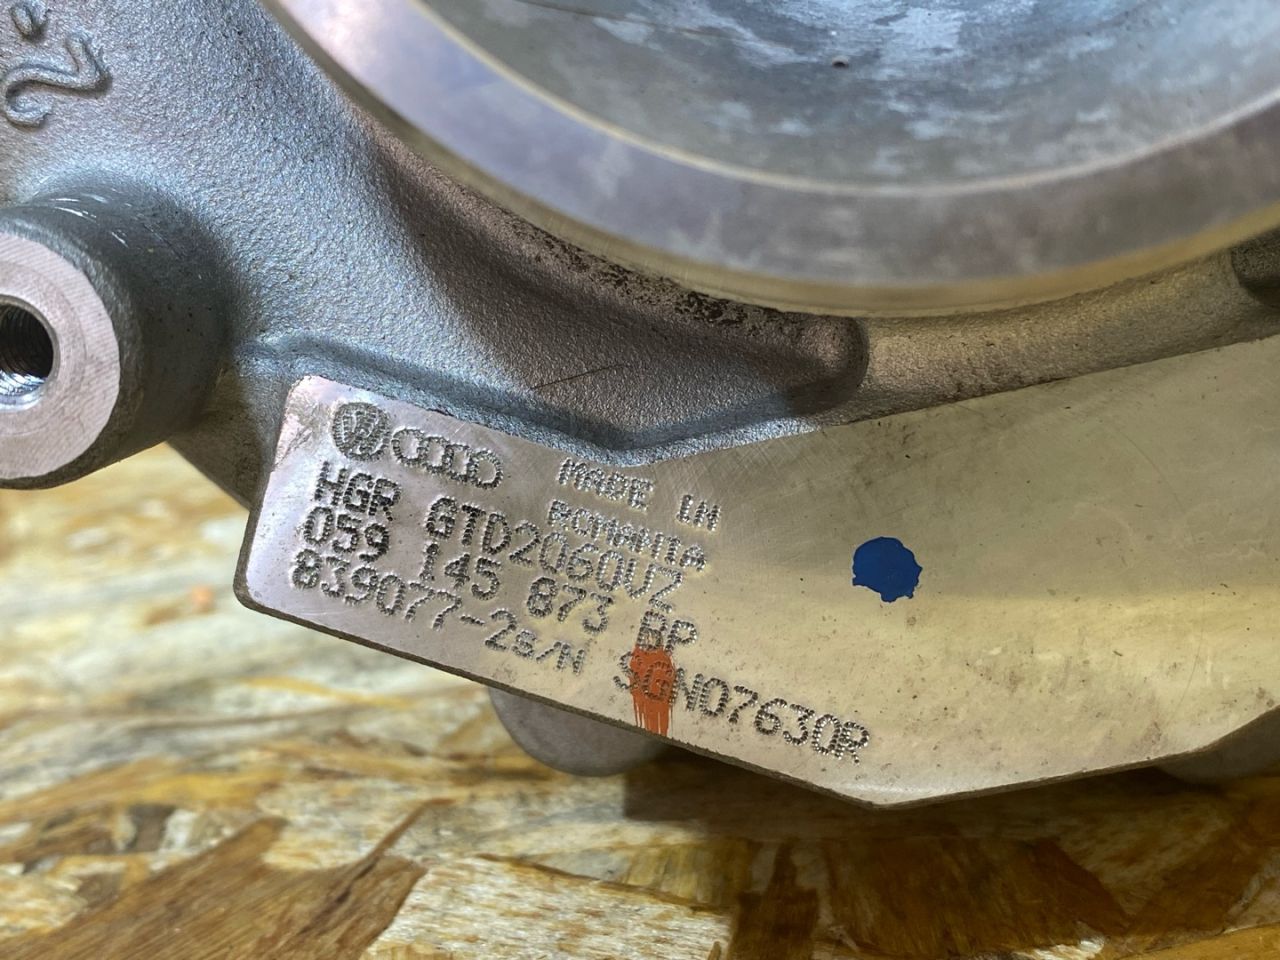 MADE IN
ROMANIA
HGR GTD2060VZ
059 145 873 BP
839077-2S/N SGN07630R